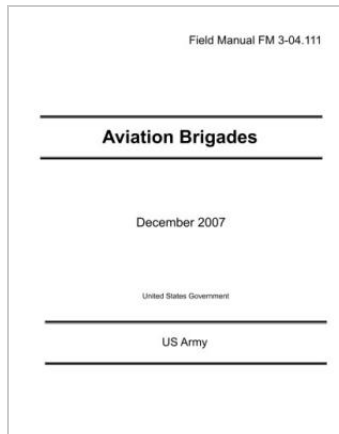 Field Manual FM 3-04.111
Aviation Brigades
December 2007
United States Government
US Army